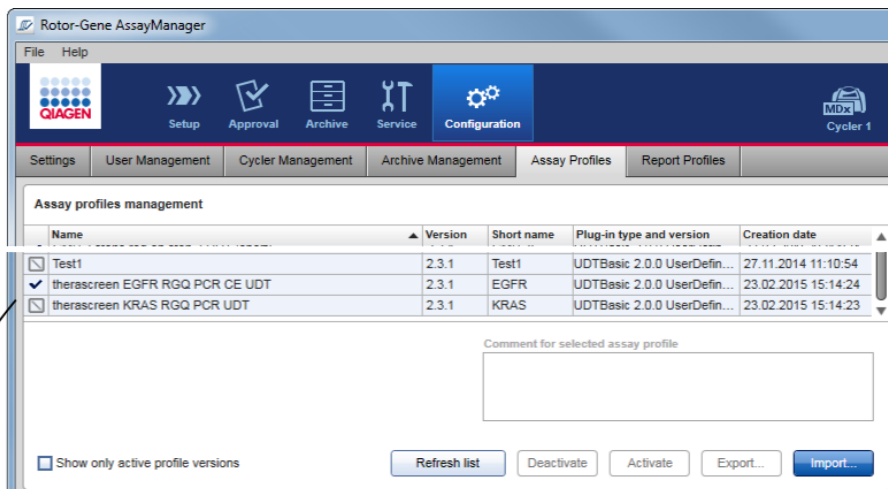 Rotor-Gene AssayManager
File Help
QIAGEN
Setup Approval Archive Service Configuration
MDx
Cycler 1
Settings User Management Cycler Management Archive Management Assay Profiles Report Profiles
Assay profiles management
Name Version Short name Plug-in type and version Creation date
Test1 2.3.1 Test1 UDTBasic 2.0.0 UserDefin... 27.11.2014 11:10:54
therascreen EGFR RGQ PCR CE UDT 2.3.1 EGFR UDTBasic 2.0.0 UserDefin... 23.02.2015 15:14:24
therascreen KRAS RGQ PCR UDT 2.3.1 KRAS UDTBasic 2.0.0 UserDefin... 23.02.2015 15:14:23
Comment for selected assay profile
Show only active profile versions Refresh list Deactivate Activate Export... Import...